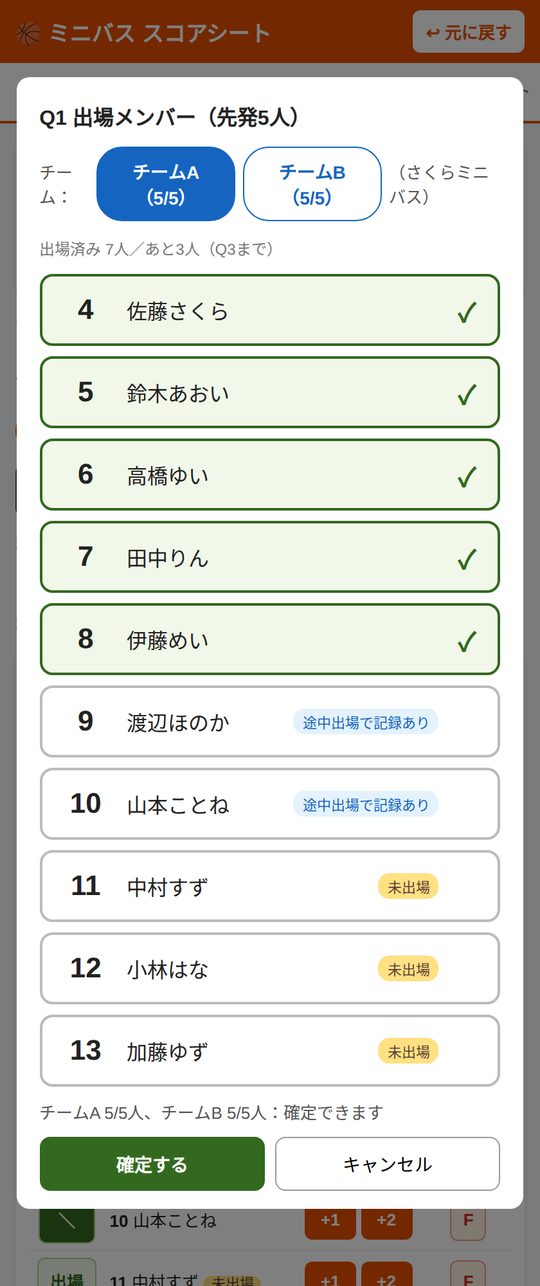 🏀 ミニバス スコアシート
↩ 元に戻す
Q1 出場メンバー（先発5人）
チーム：
チームA
（5/5）
チームB
（5/5）
（さくらミニバス）
出場済み 7人／あと3人（Q3まで）
4 佐藤さくら ✓
5 鈴木あおい ✓
6 高橋ゆい ✓
7 田中りん ✓
8 伊藤めい ✓
9 渡辺ほのか 途中出場で記録あり
10 山本ことね 途中出場で記録あり
11 中村すず 未出場
12 小林はな 未出場
13 加藤ゆず 未出場
チームA 5/5人、チームB 5/5人：確定できます
確定する
キャンセル
＼ 10 山本ことね +1 +2 F
出場 11 中村すず 未出場 +1 +2 F